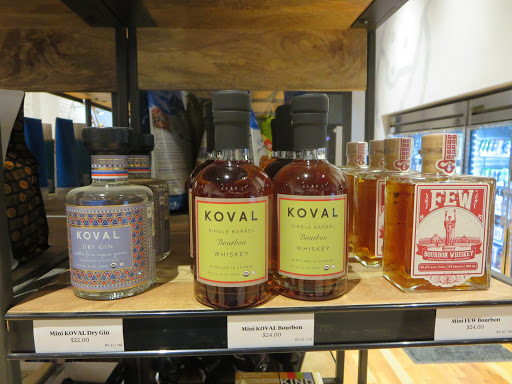 KOVAL
DRY GIN
KOVAL
SINGLE BARREL
Bourbon
WHISKEY
KOVAL
SINGLE BARREL
Bourbon
WHISKEY
FEW
BOURBON WHISKEY
Mini KOVAL Dry Gin
$22.00
Mini KOVAL Bourbon
$24.00
Mini FEW Bourbon
$24.00
KIND